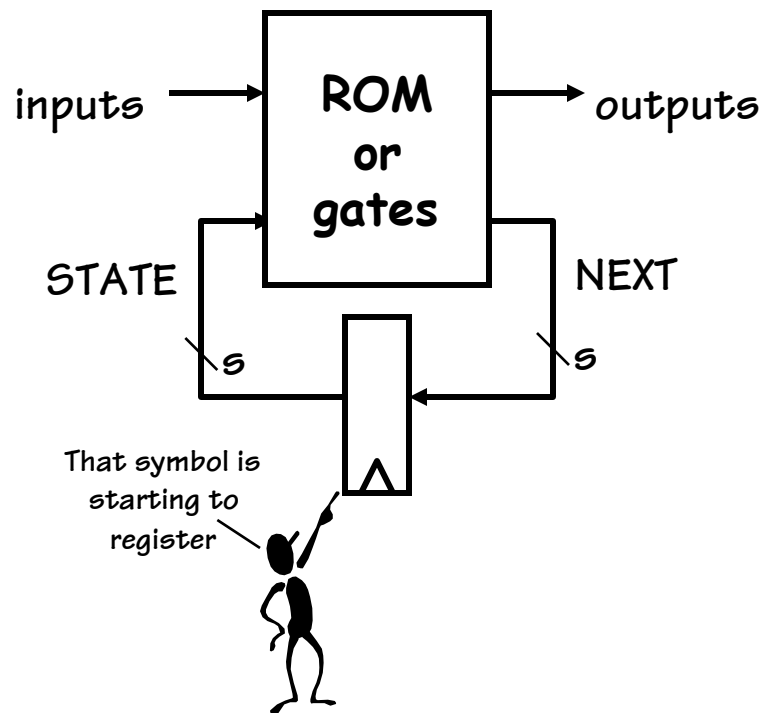 inputs
ROM
or
gates
outputs
STATE
NEXT
s
s
That symbol is
starting to
register